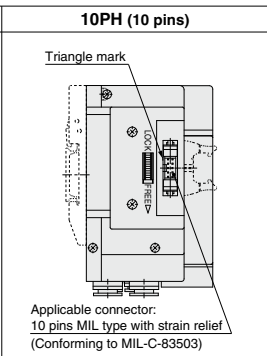 10PH (10 pins)
Triangle mark
LOCK
FREE▷
Applicable connector:
10 pins MIL type with strain relief
(Conforming to MIL-C-83503)